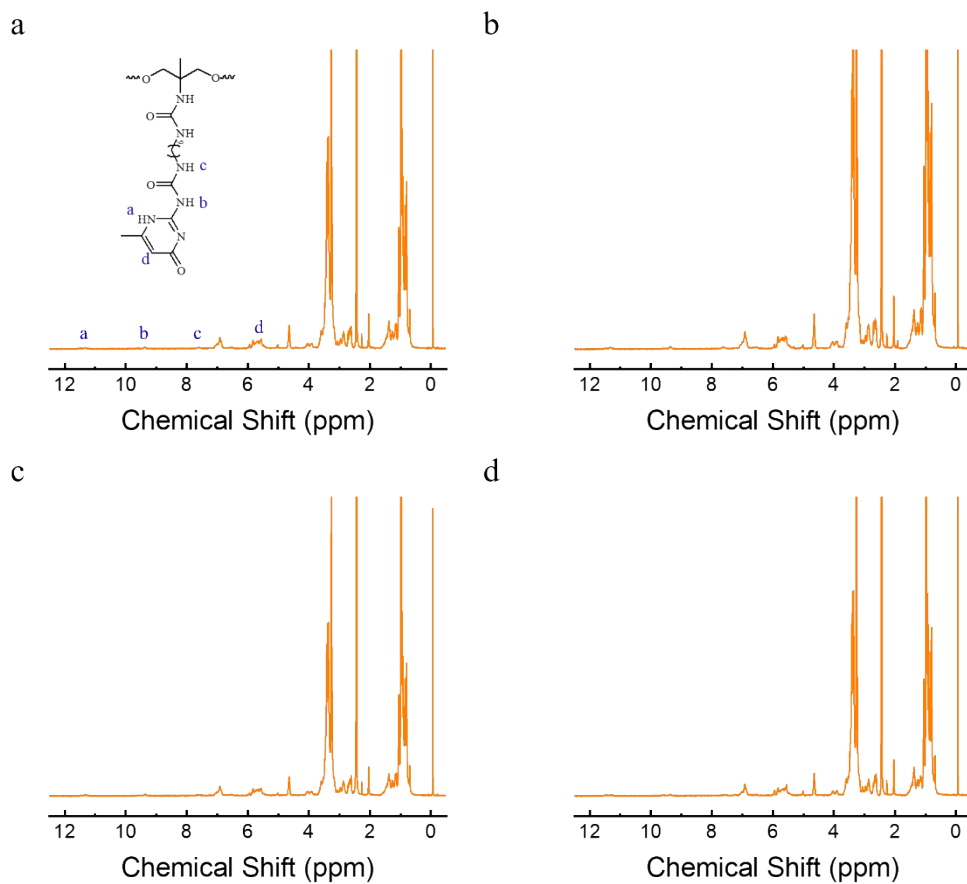 a
b
O
O
NH
O
NH
6
NH c
O
NH b
a
HN
N
d
O
a b c d
12 10 8 6 4 2 0
Chemical Shift (ppm)
12 10 8 6 4 2 0
Chemical Shift (ppm)
c
d
12 10 8 6 4 2 0
Chemical Shift (ppm)
12 10 8 6 4 2 0
Chemical Shift (ppm)